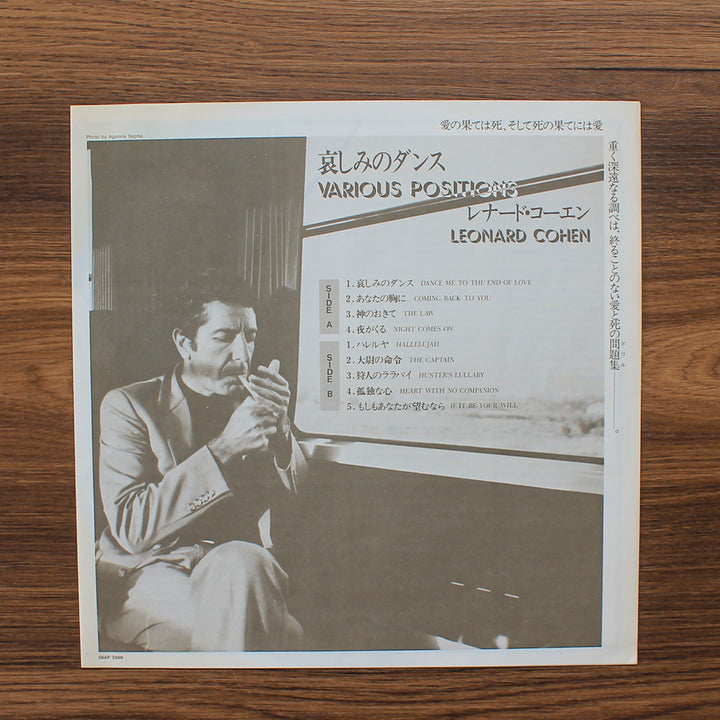 Photo by Agence Sygma
愛の果ては死、そして死の果てには愛
重く深遠なる調べは、終ることのない愛と死の問題集───。
ドリル
哀しみのダンス
VARIOUS POSITIONS
レナード・コーエン
LEONARD COHEN
SIDE A
1. 哀しみのダンス DANCE ME TO THE END OF LOVE
2. あなたの胸に COMING BACK TO YOU
3. 神のおきて THE LAW
4. 夜がくる NIGHT COMES ON
SIDE B
1. ハレルヤ HALLELUJAH
2. 大尉の命令 THE CAPTAIN
3. 狩人のララバイ HUNTER'S LULLABY
4. 孤独な心 HEART WITH NO COMPANION
5. もしもあなたが望むなら IF IT BE YOUR WILL
28AP 2998